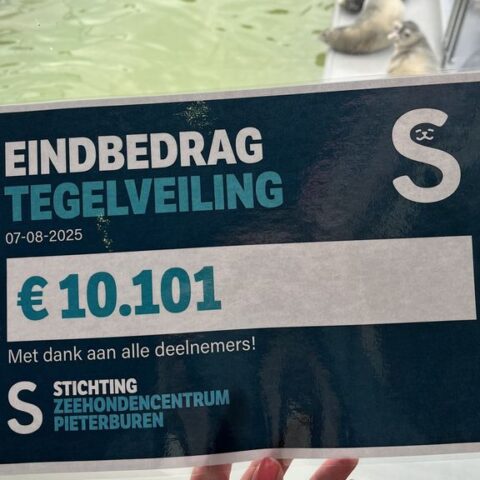 EINDBEDRAG
TEGELVEILING
07-08-2025
€ 10.101
Met dank aan alle deelnemers!
S STICHTING
ZEEHONDENCENTRUM
PIETERBUREN
S